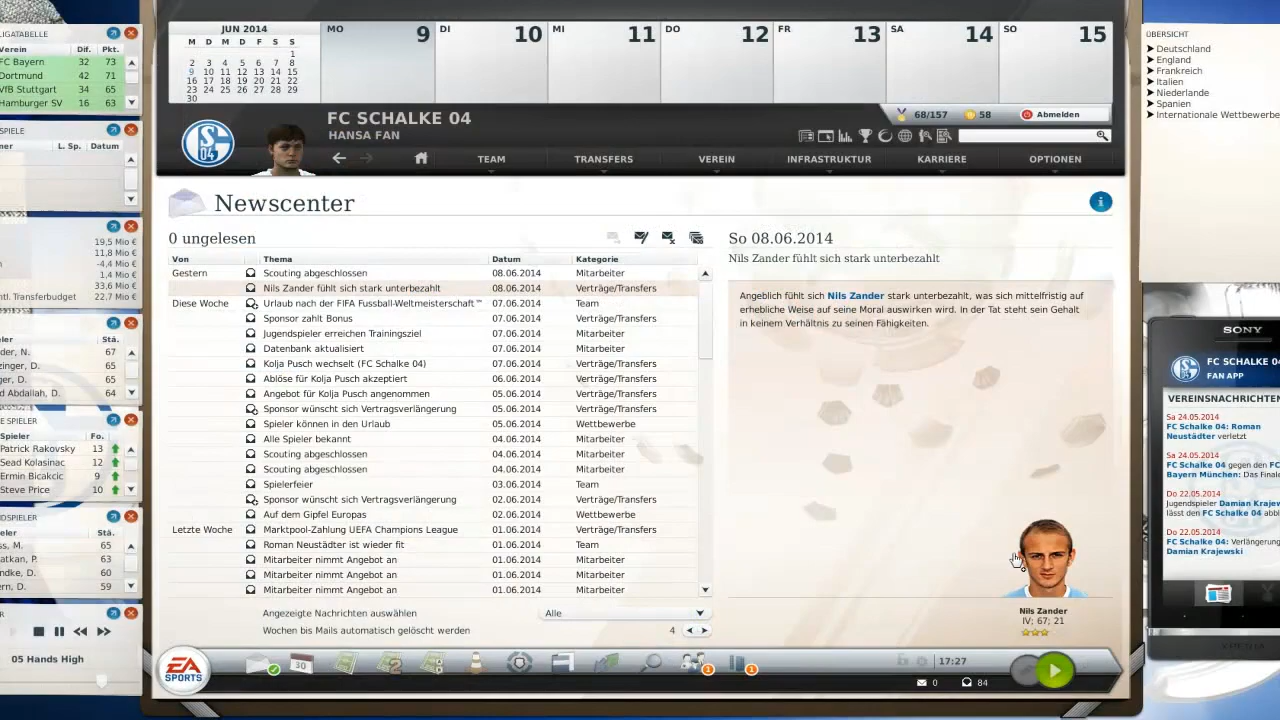 LIGATABELLE
Verein Dif. Pkt.
FC Bayern 32 73
Dortmund 42 71
VfB Stuttgart 34 65
Hamburger SV 16 63
SPIELE
L. Sp. Datum
19,5 Mio €
11,8 Mio €
-4,4 Mio €
1,4 Mio €
33,6 Mio €
Transferbudget 22,7 Mio €
Stä.
N. 67
D. 65
D. 65
Abdallah, D. 64
SPIELER
Spieler Fo.
Patrick Rakovsky 13
Sead Kolasinac 12
Ermin Bicakcic 9
Steve Price 10
Stä.
M. 65
P. 63
D. 60
D. 59
05 Hands High
JUN 2014
M D M D F S S
1
2 3 4 5 6 7 8
9 10 11 12 13 14 15
16 17 18 19 20 21 22
23 24 25 26 27 28 29
30
MO 9 DI 10 MI 11 DO 12 FR 13 SA 14 SO 15
FC SCHALKE 04
HANSA FAN
68/157 58 Abmelden
TEAM TRANSFERS VEREIN INFRASTRUKTUR KARRIERE OPTIONEN
Newscenter
0 ungelesen
Von Thema Datum Kategorie
Gestern Scouting abgeschlossen 08.06.2014 Mitarbeiter
Nils Zander fühlt sich stark unterbezahlt 08.06.2014 Verträge/Transfers
Diese Woche Urlaub nach der FIFA Fussball-Weltmeisterschaft™ 07.06.2014 Team
Sponsor zahlt Bonus 07.06.2014 Verträge/Transfers
Jugendspieler erreichen Trainingsziel 07.06.2014 Mitarbeiter
Datenbank aktualisiert 07.06.2014 Mitarbeiter
Kolja Pusch wechselt (FC Schalke 04) 07.06.2014 Verträge/Transfers
Ablöse für Kolja Pusch akzeptiert 06.06.2014 Verträge/Transfers
Angebot für Kolja Pusch angenommen 05.06.2014 Verträge/Transfers
Sponsor wünscht sich Vertragsverlängerung 05.06.2014 Verträge/Transfers
Spieler können in den Urlaub 05.06.2014 Wettbewerbe
Alle Spieler bekannt 04.06.2014 Mitarbeiter
Scouting abgeschlossen 04.06.2014 Mitarbeiter
Scouting abgeschlossen 04.06.2014 Mitarbeiter
Spielerfeier 03.06.2014 Team
Sponsor wünscht sich Vertragsverlängerung 02.06.2014 Verträge/Transfers
Auf dem Gipfel Europas 02.06.2014 Wettbewerbe
Letzte Woche Marktpool-Zahlung UEFA Champions League 01.06.2014 Verträge/Transfers
Roman Neustädter ist wieder fit 01.06.2014 Team
Mitarbeiter nimmt Angebot an 01.06.2014 Mitarbeiter
Mitarbeiter nimmt Angebot an 01.06.2014 Mitarbeiter
Mitarbeiter nimmt Angebot an 01.06.2014 Mitarbeiter
Angezeigte Nachrichten auswählen Alle
Wochen bis Mails automatisch gelöscht werden 4
So 08.06.2014
Nils Zander fühlt sich stark unterbezahlt
Angeblich fühlt sich Nils Zander stark unterbezahlt, was sich mittelfristig auf
erhebliche Weise auf seine Moral auswirken wird. In der Tat steht sein Gehalt
in keinem Verhältnis zu seinen Fähigkeiten.
Nils Zander
IV; 67; 21
EA
SPORTS
30
2
1
1
17:27
0 84
ÜBERSICHT
Deutschland
England
Frankreich
Italien
Niederlande
Spanien
Internationale Wettbewerbe
SONY
FC SCHALKE 04
FAN APP
VEREINSNACHRICHTEN
Sa 24.05.2014
FC Schalke 04: Roman
Neustädter verletzt
Sa 24.05.2014
FC Schalke 04 gegen den FC
Bayern München: Das Finale
Do 22.05.2014
Jugendspieler Damian Krajewski
lässt den FC Schalke 04
Do 22.05.2014
FC Schalke 04: Verlängerung
Damian Krajewski
XPERIA